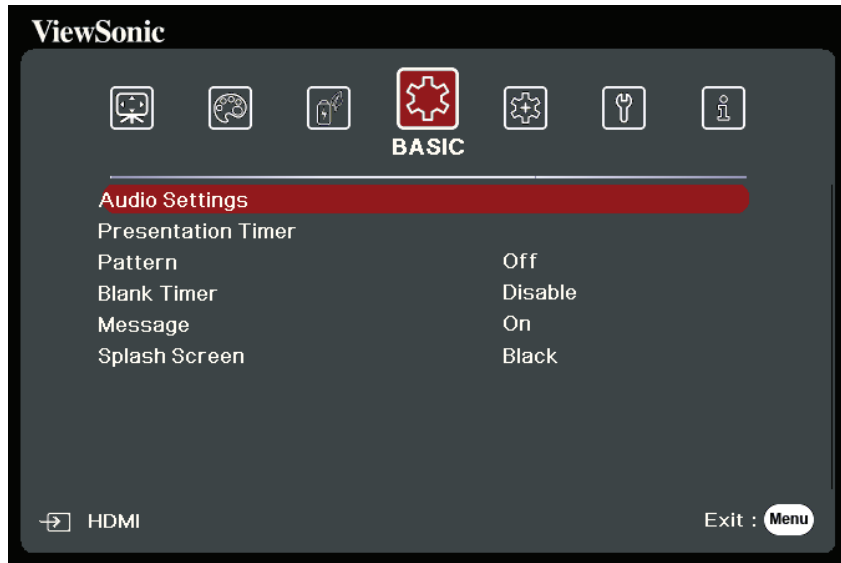 ViewSonic
BASIC
Audio Settings
Presentation Timer
Pattern Off
Blank Timer Disable
Message On
Splash Screen Black
HDMI Exit : Menu